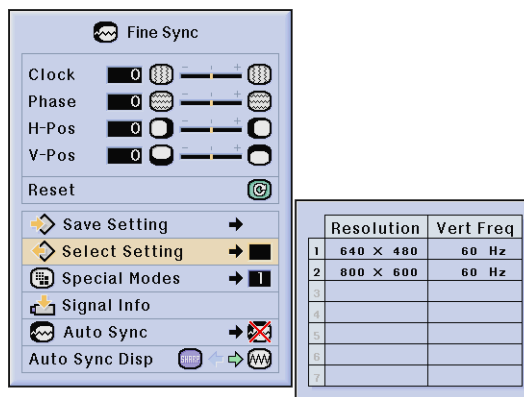 Fine Sync
Clock 0
Phase 0
H-Pos 0
V-Pos 0
Reset
Save Setting
Select Setting
Special Modes 1
Signal Info
Auto Sync
Auto Sync Disp SHARP
Resolution Vert Freq
1 640 × 480 60 Hz
2 800 × 600 60 Hz
3
4
5
6
7